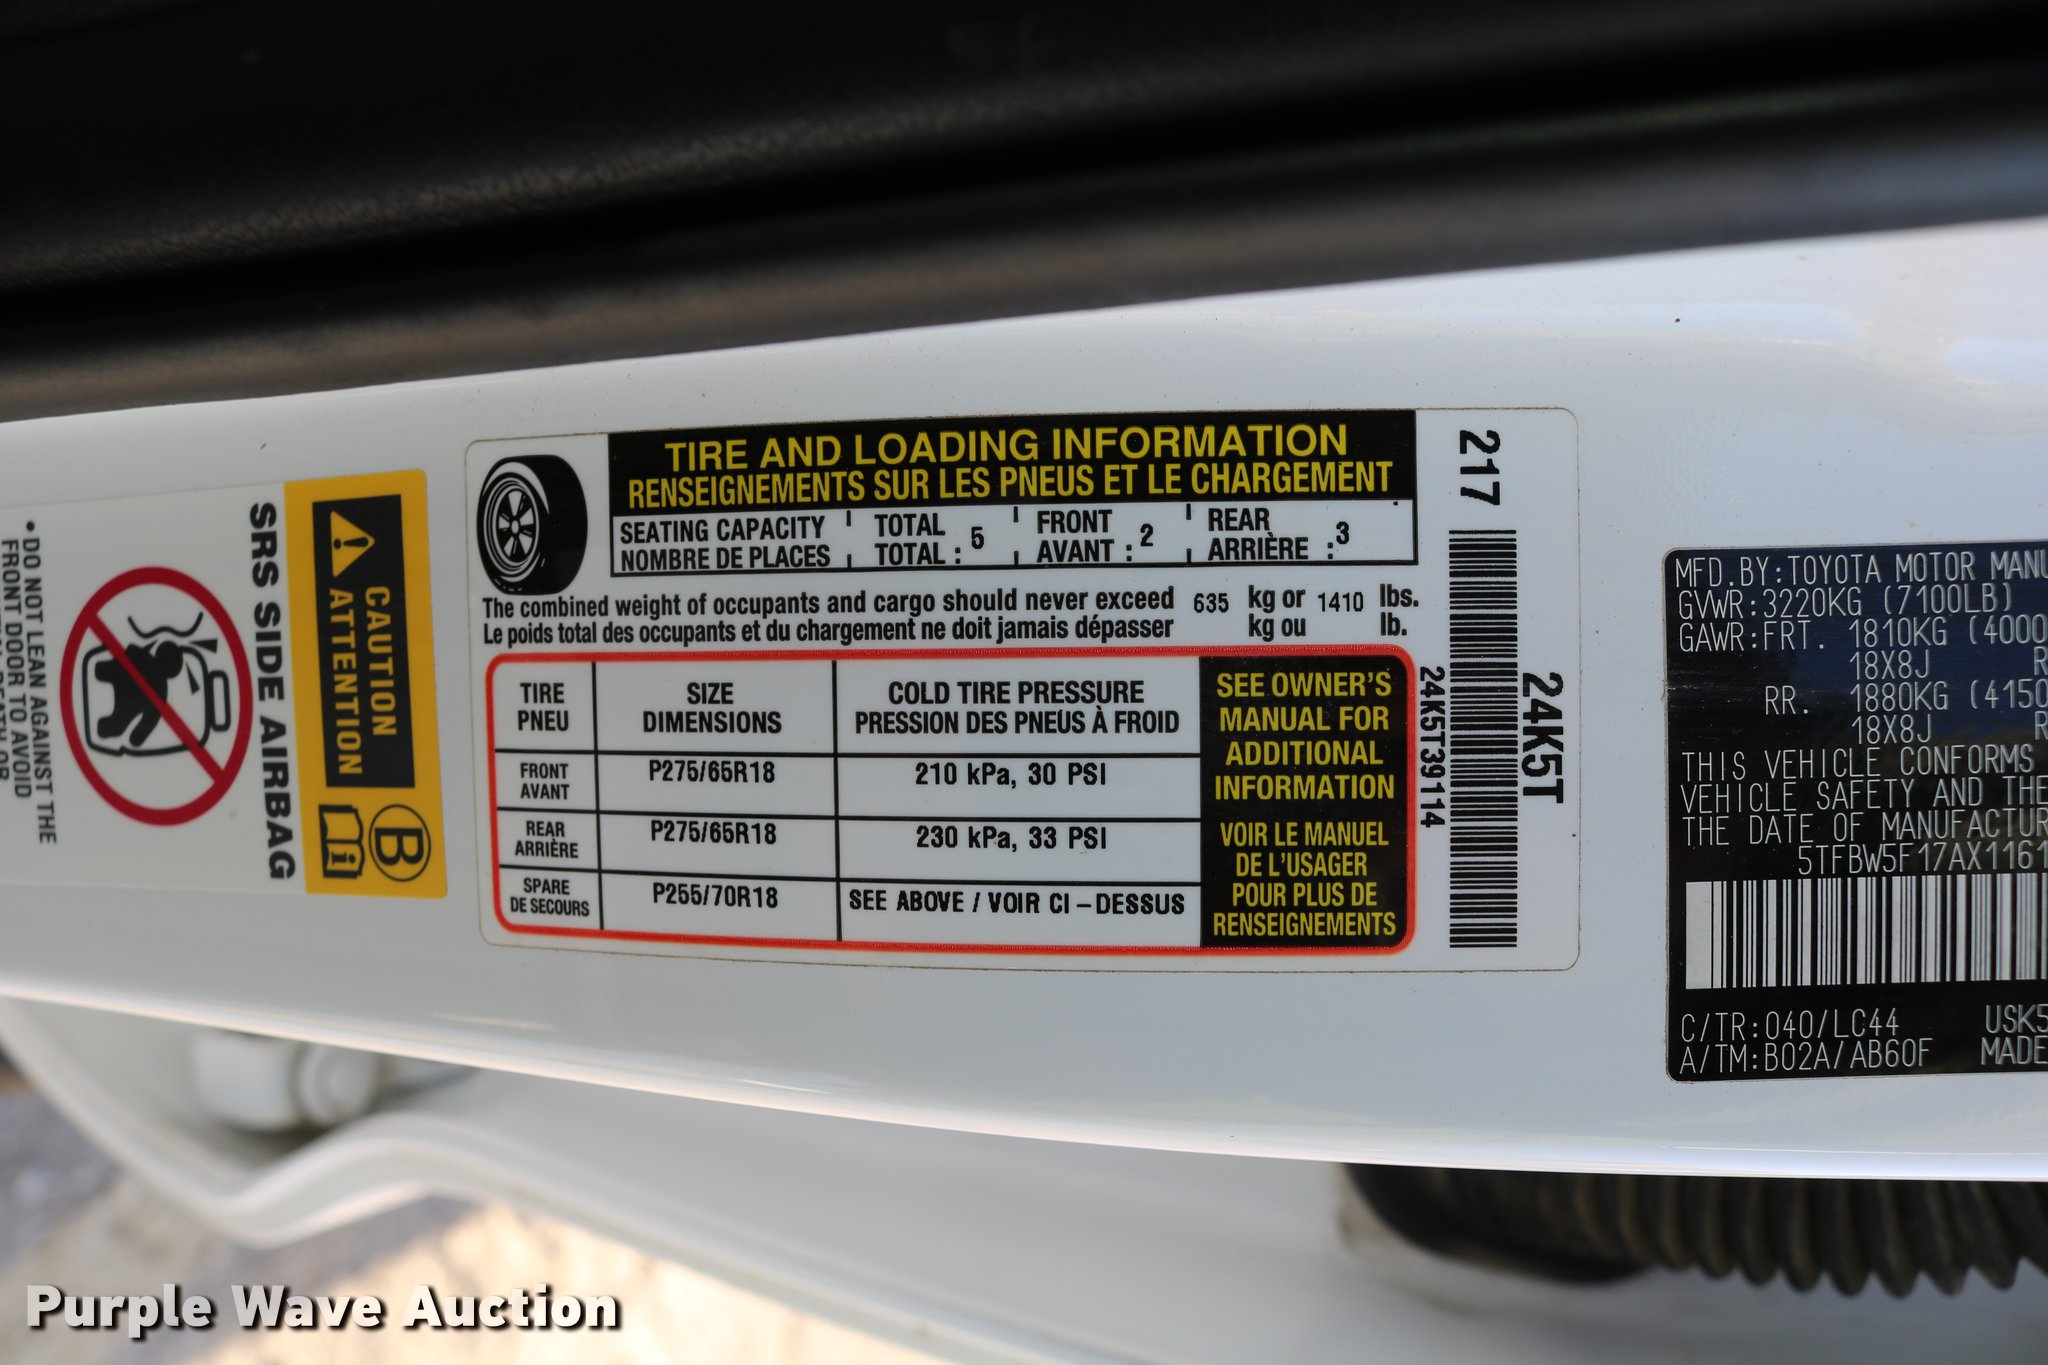 •DO NOT LEAN AGAINST THE
FRONT DOOR TO AVOID
SRS SIDE AIRBAG
CAUTION
ATTENTION
B
i
TIRE AND LOADING INFORMATION
RENSEIGNEMENTS SUR LES PNEUS ET LE CHARGEMENT
SEATING CAPACITY TOTAL FRONT REAR
NOMBRE DE PLACES TOTAL : 5 AVANT : 2 ARRIÈRE : 3
The combined weight of occupants and cargo should never exceed 635 kg or 1410 lbs.
Le poids total des occupants et du chargement ne doit jamais dépasser kg ou lb.
TIRE SIZE COLD TIRE PRESSURE
PNEU DIMENSIONS PRESSION DES PNEUS À FROID
FRONT
AVANT P275/65R18 210 kPa, 30 PSI
REAR
ARRIÈRE P275/65R18 230 kPa, 33 PSI
SPARE
DE SECOURS P255/70R18 SEE ABOVE / VOIR CI-DESSUS
SEE OWNER'S
MANUAL FOR
ADDITIONAL
INFORMATION
VOIR LE MANUEL
DE L'USAGER
POUR PLUS DE
RENSEIGNEMENTS
217
24K5T39114
24K5T
MFD.BY:TOYOTA MOTOR MANU
GVWR:3220KG (7100LB)
GAWR:FRT. 1810KG (4000
18X8J R
RR. 1880KG (4150
18X8J R
THIS VEHICLE CONFORMS
VEHICLE SAFETY AND THE
THE DATE OF MANUFACTUR
5TFBW5F17AX1161
C/TR:040/LC44 USK5
A/TM:B02A/AB60F MADE
Purple Wave Auction